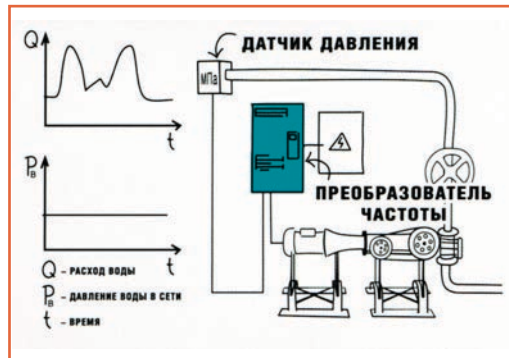 Q
t
Pв
t
Q – РАСХОД ВОДЫ
Pв – ДАВЛЕНИЕ ВОДЫ В СЕТИ
t – ВРЕМЯ
ДАТЧИК ДАВЛЕНИЯ
МПа
ПРЕОБРАЗОВАТЕЛЬ
ЧАСТОТЫ